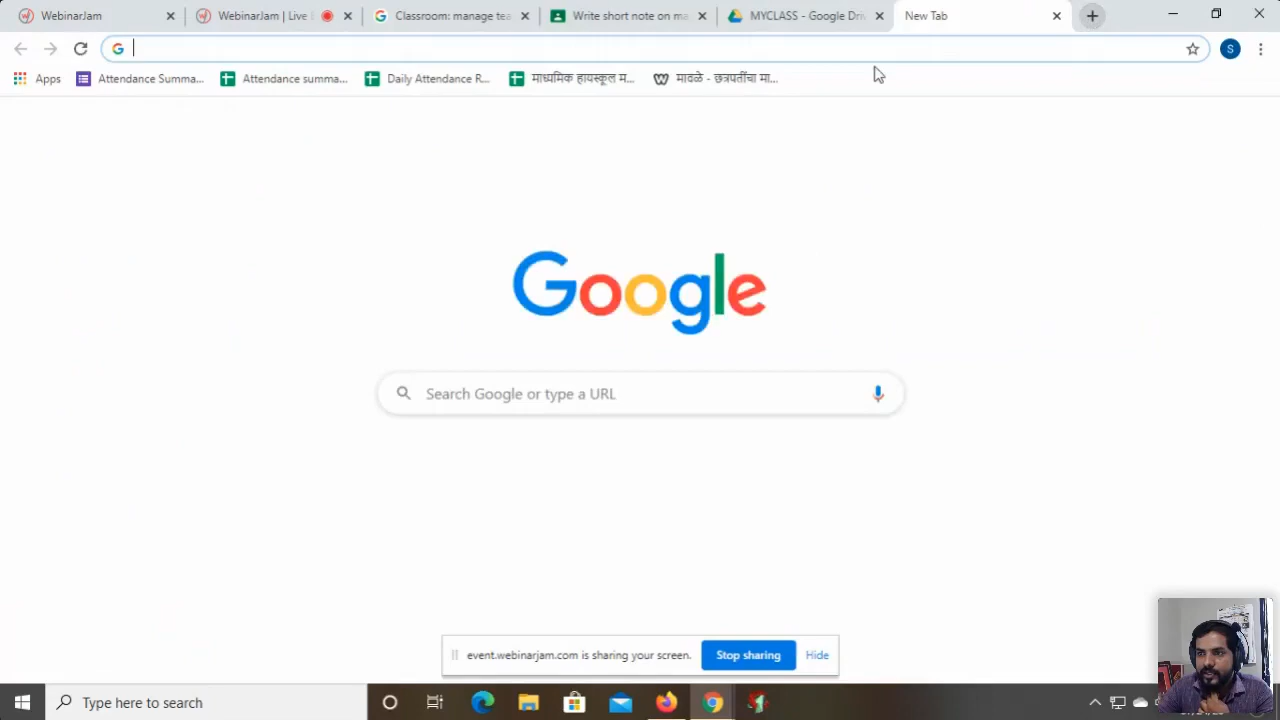 WebinarJam
WebinarJam | Live
Classroom: manage tea
Write short note on ma
MYCLASS - Google Driv
New Tab
Apps
Attendance Summa...
Attendance summa...
Daily Attendance R...
माध्यमिक हायस्कूल म...
मावळे - छत्रपतींचा मा...
Google
Search Google or type a URL
event.webinarjam.com is sharing your screen.
Stop sharing
Hide
Type here to search